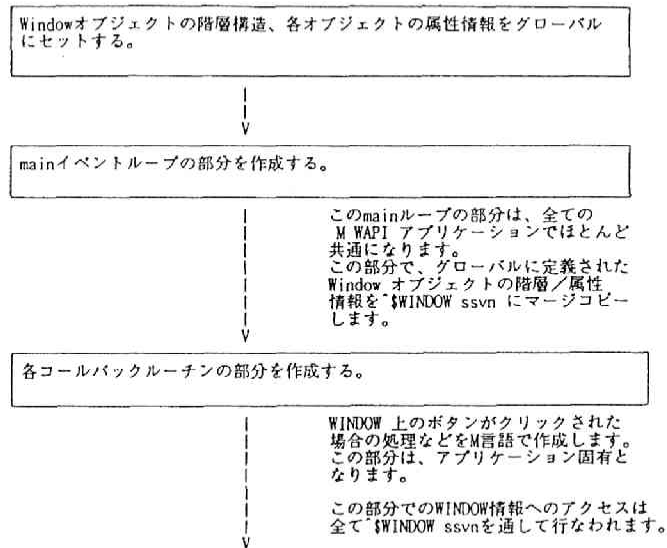 Windowオブジェクトの階層構造、各オブジェクトの属性情報をグローバル
にセットする。
mainイベントループの部分を作成する。
このmainループの部分は、全ての
M WAPI アプリケーションでほとんど
共通になります。
この部分で、グローバルに定義された
Window オブジェクトの階層／属性
情報を^$WINDOW ssvn にマージコピー
します。
各コールバックルーチンの部分を作成する。
WINDOW 上のボタンがクリックされた
場合の処理などをM言語で作成します。
この部分は、アプリケーション固有と
なります。
この部分でのWINDOW情報へのアクセスは
全て^$WINDOW ssvnを通して行なわれます。